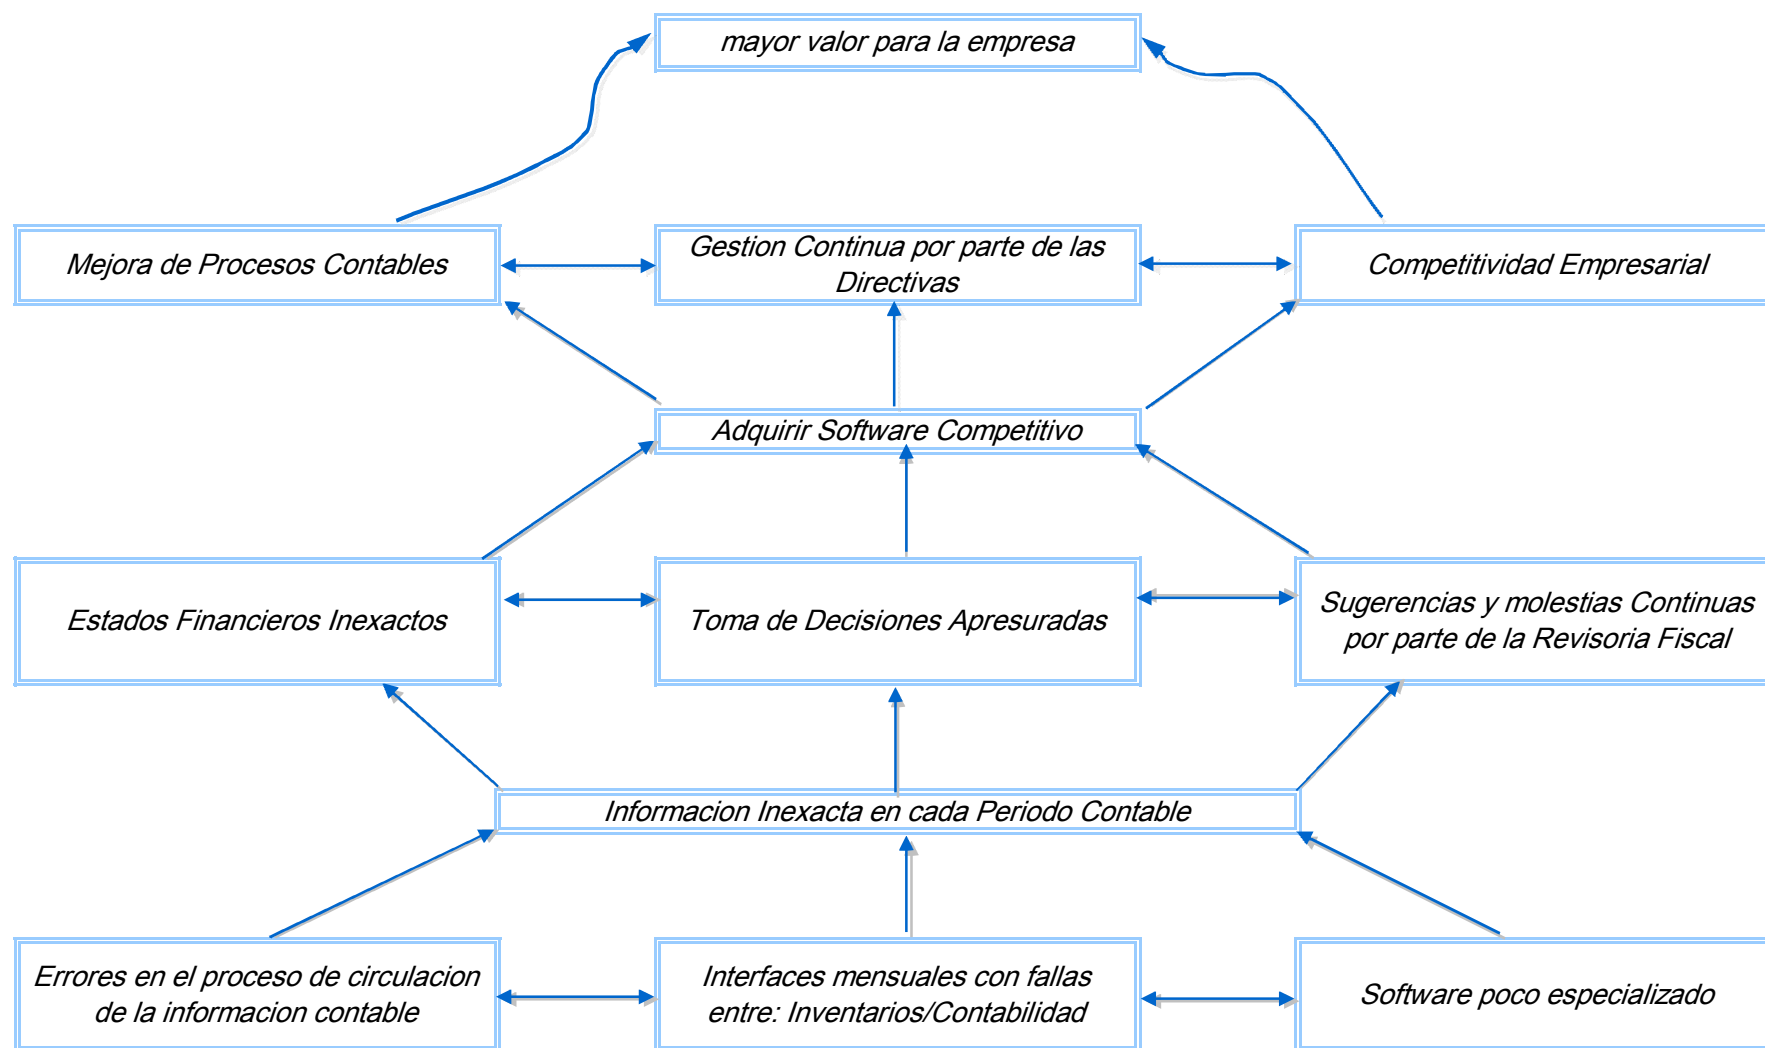 mayor valor para la empresa
Mejora de Procesos Contables
Gestion Continua por parte de las
Directivas
Competitividad Empresarial
Adquirir Software Competitivo
Estados Financieros Inexactos
Toma de Decisiones Apresuradas
Sugerencias y molestias Continuas
por parte de la Revisoria Fiscal
Informacion Inexacta en cada Periodo Contable
Errores en el proceso de circulacion
de la informacion contable
Interfaces mensuales con fallas
entre: Inventarios/Contabilidad
Software poco especializado